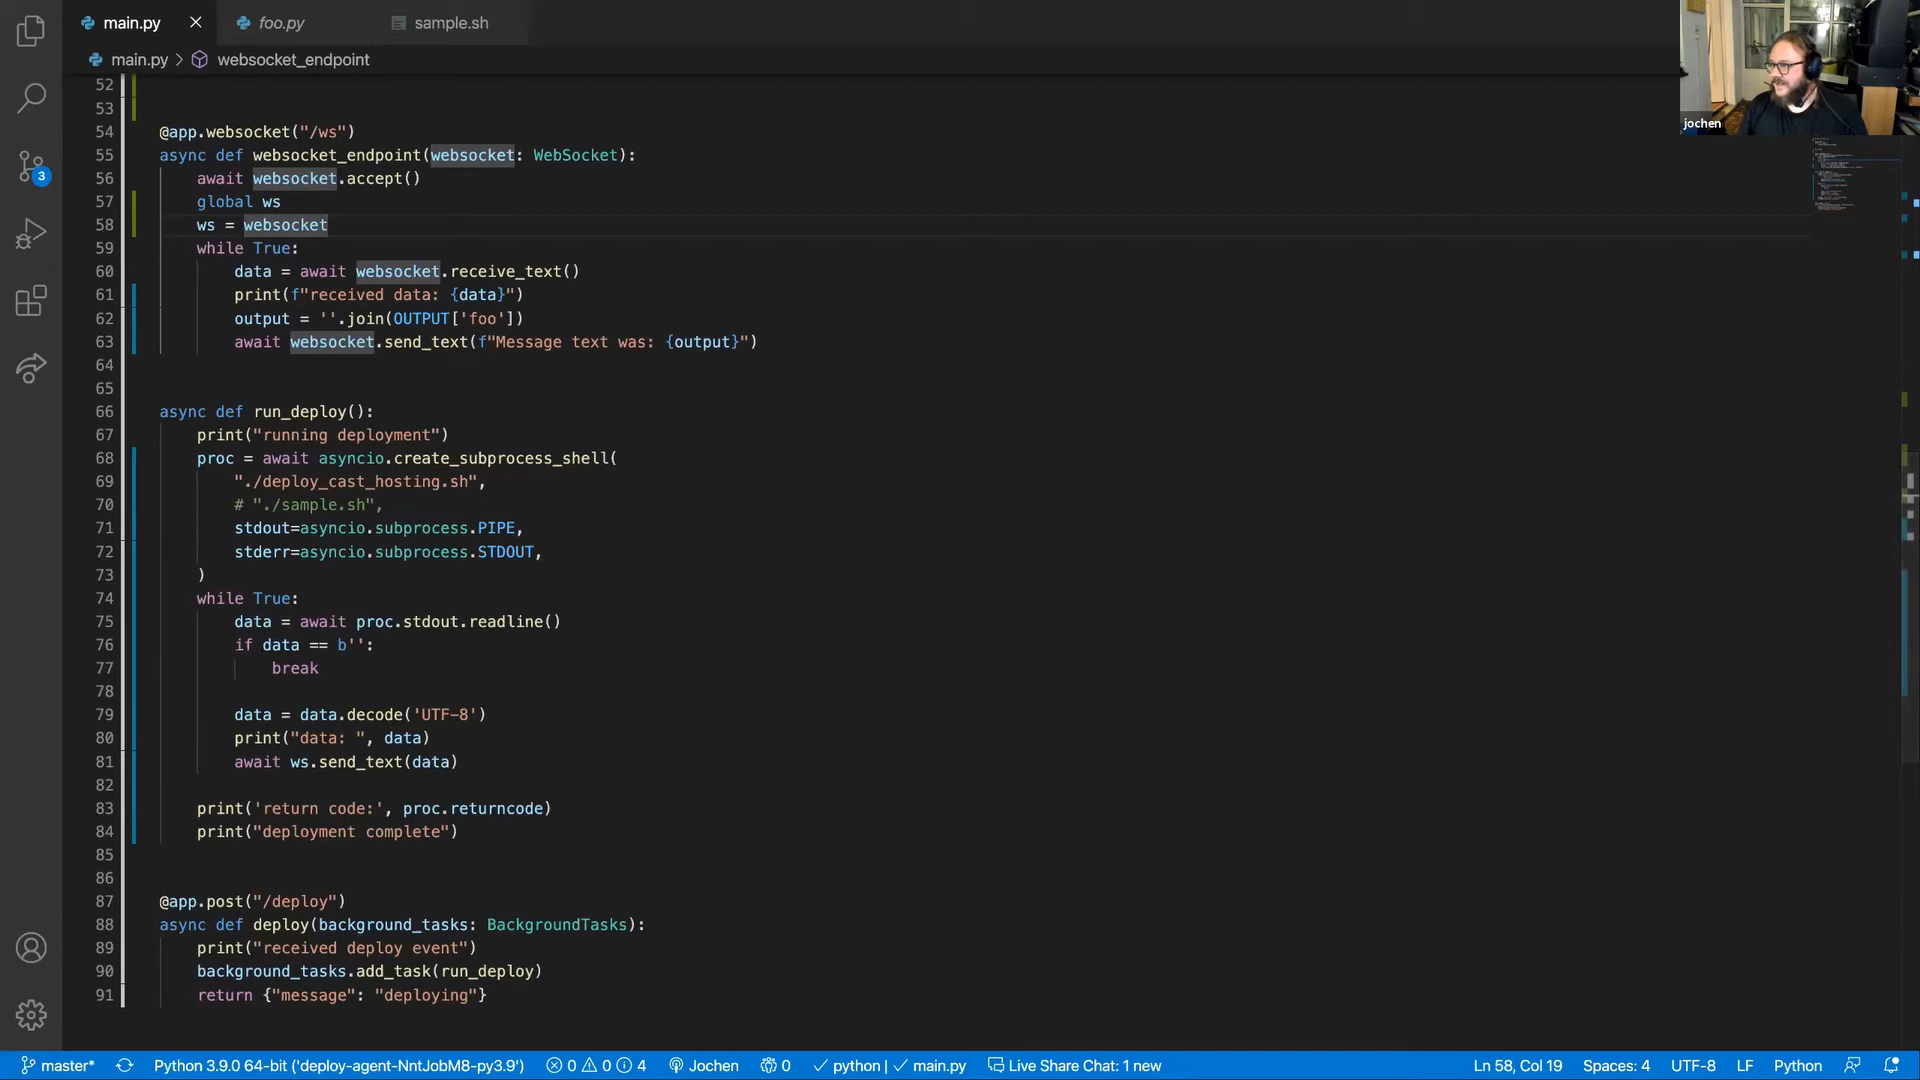 main.py
foo.py
sample.sh
main.py > websocket_endpoint
52
53
54 @app.websocket("/ws")
55 async def websocket_endpoint(websocket: WebSocket):
56 await websocket.accept()
57 global ws
58 ws = websocket
59 while True:
60 data = await websocket.receive_text()
61 print(f"received data: {data}")
62 output = ''.join(OUTPUT['foo'])
63 await websocket.send_text(f"Message text was: {output}")
64
65
66 async def run_deploy():
67 print("running deployment")
68 proc = await asyncio.create_subprocess_shell(
69 "./deploy_cast_hosting.sh",
70 # "./sample.sh",
71 stdout=asyncio.subprocess.PIPE,
72 stderr=asyncio.subprocess.STDOUT,
73 )
74 while True:
75 data = await proc.stdout.readline()
76 if data == b'':
77 break
78
79 data = data.decode('UTF-8')
80 print("data: ", data)
81 await ws.send_text(data)
82
83 print('return code:', proc.returncode)
84 print("deployment complete")
85
86
87 @app.post("/deploy")
88 async def deploy(background_tasks: BackgroundTasks):
89 print("received deploy event")
90 background_tasks.add_task(run_deploy)
91 return {"message": "deploying"}
jochen
3
master* Python 3.9.0 64-bit ('deploy-agent-NntJobM8-py3.9') 0 0 4 Jochen 0 python | main.py Live Share Chat: 1 new Ln 58, Col 19 Spaces: 4 UTF-8 LF Python